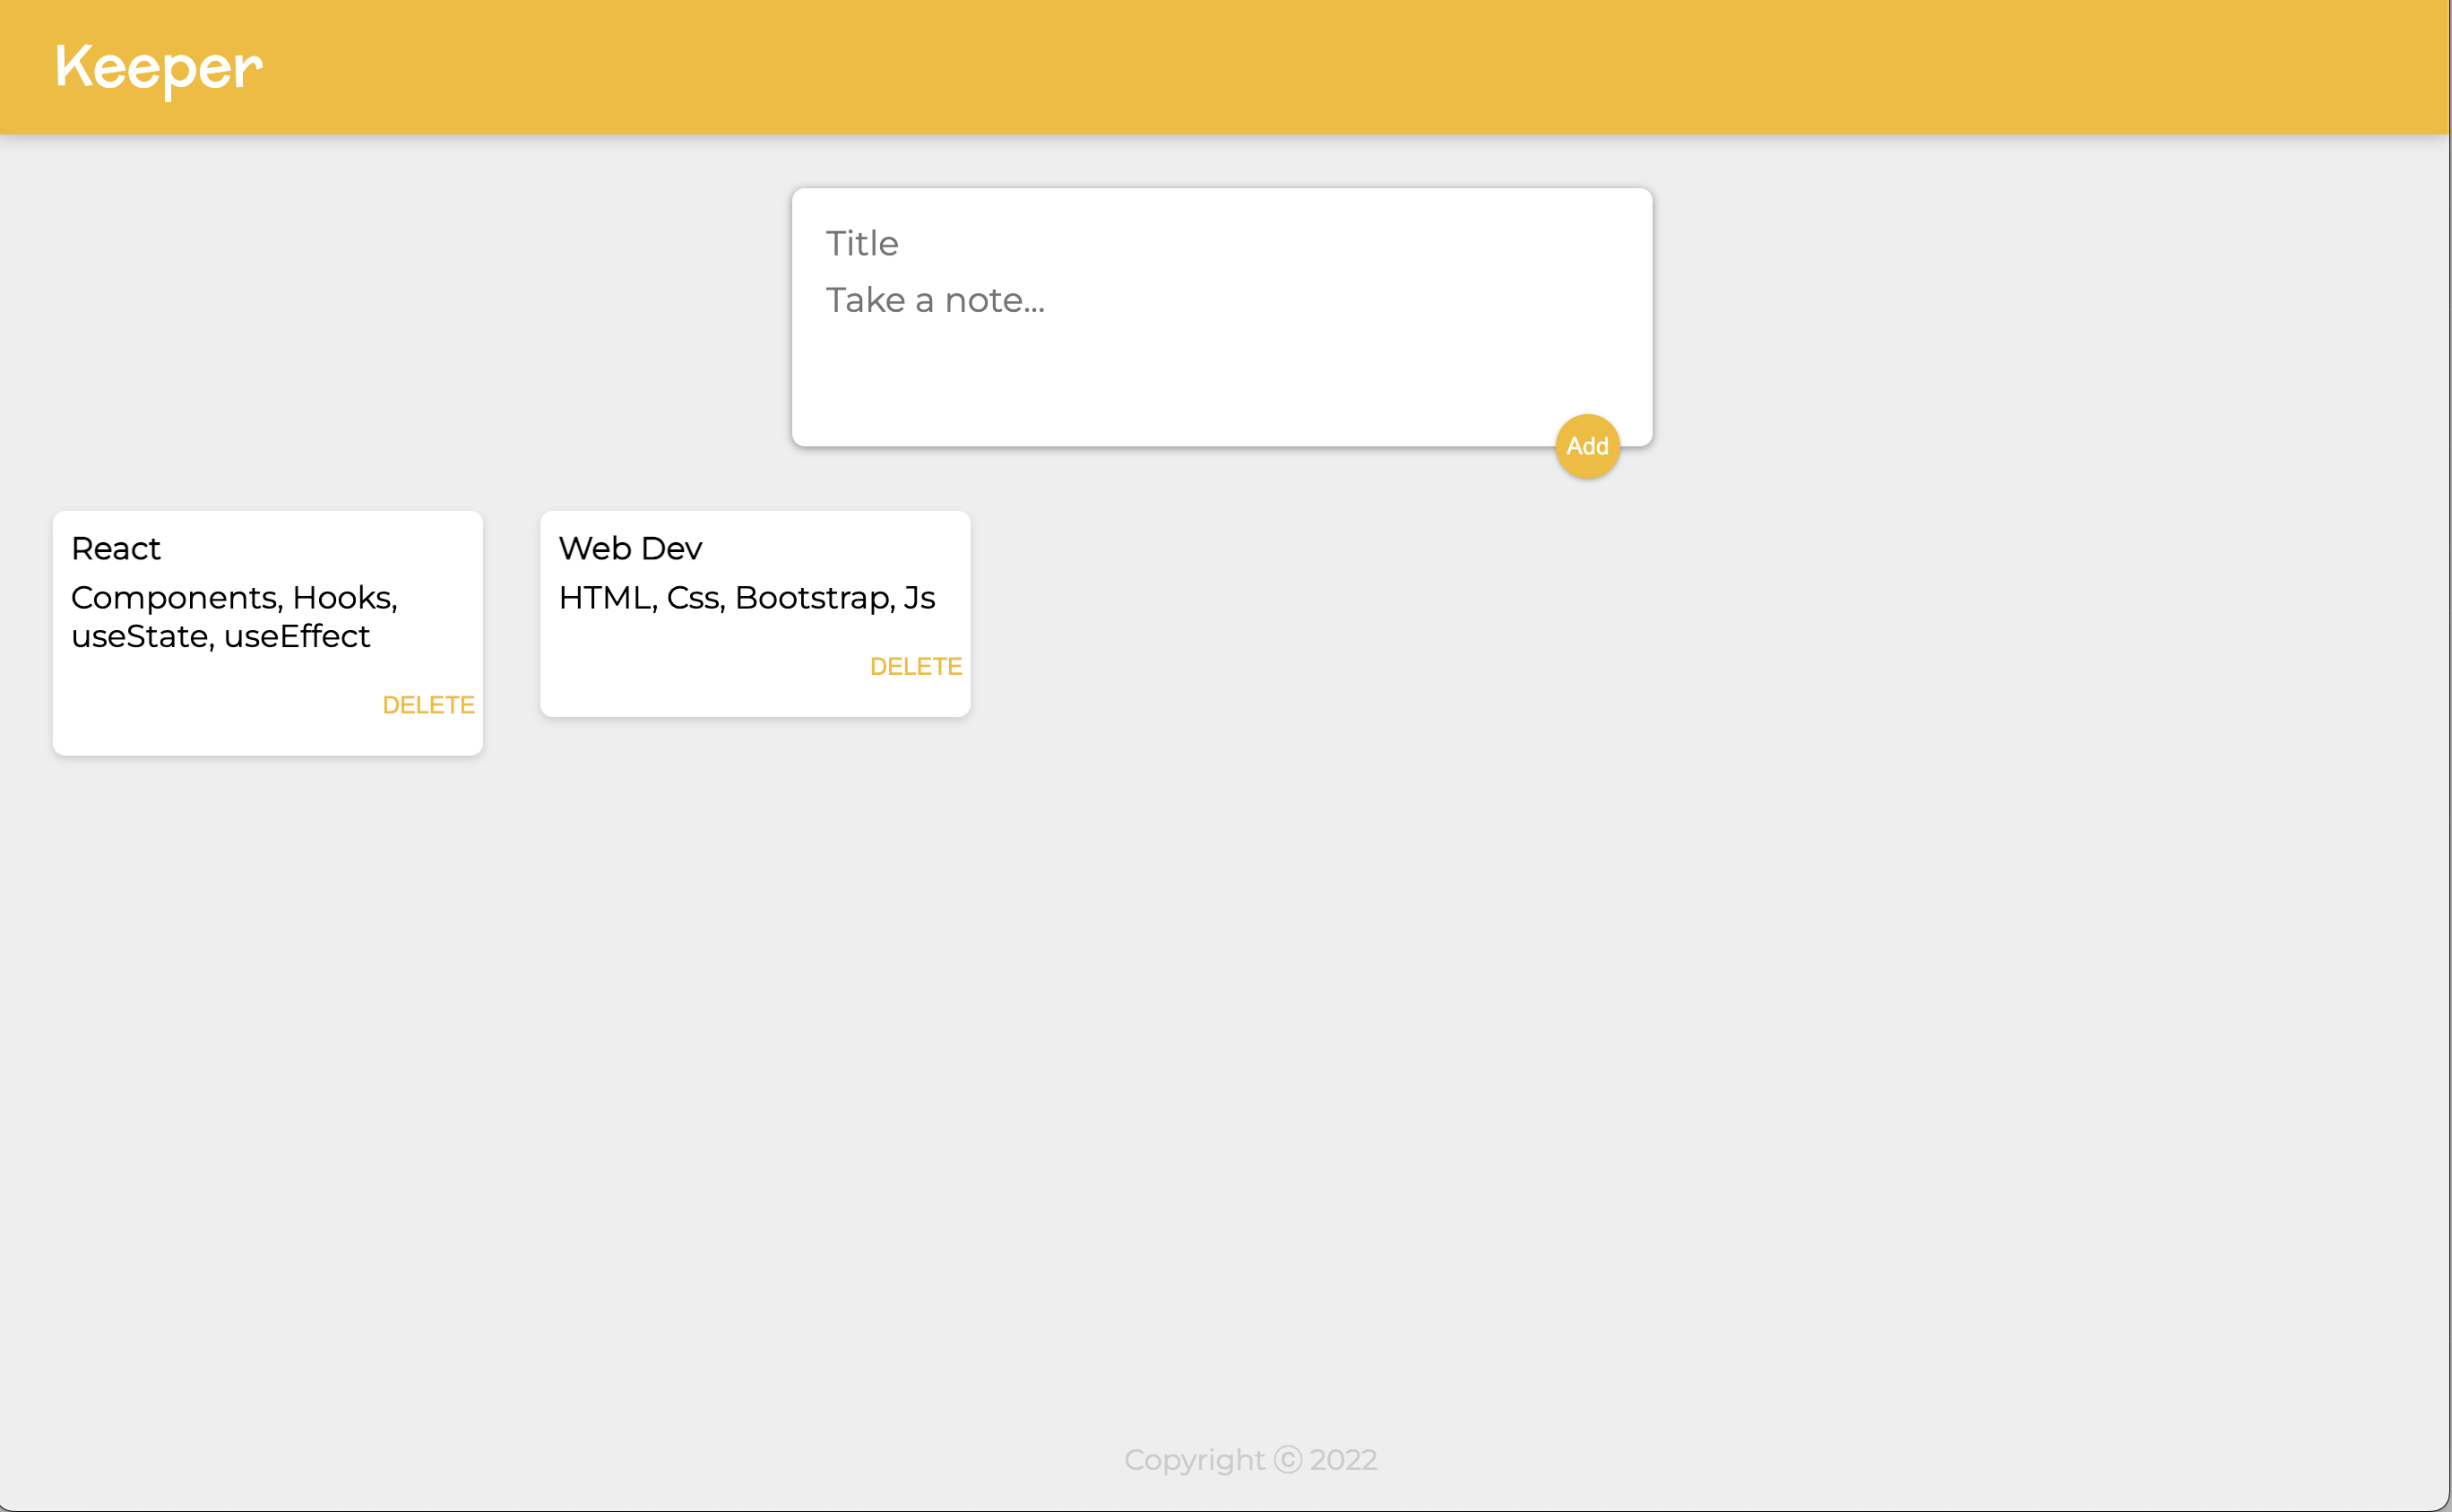 Keeper
Title
Take a note...
Add
React
Components, Hooks,
useState, useEffect
DELETE
Web Dev
HTML, Css, Bootstrap, Js
DELETE
Copyright ⓒ 2022